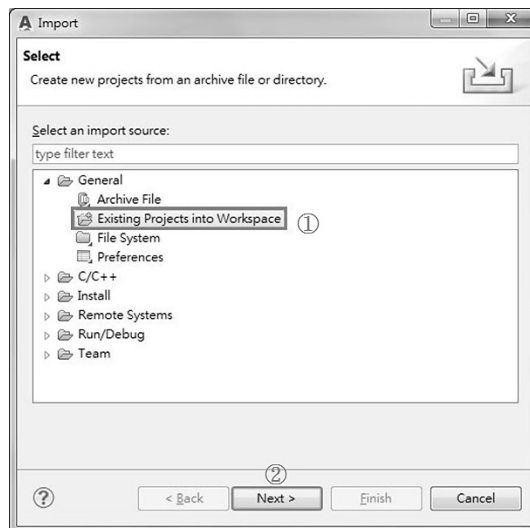 Import
Select
Create new projects from an archive file or directory.
Select an import source:
type filter text
General
Archive File
Existing Projects into Workspace ①
File System
Preferences
C/C++
Install
Remote Systems
Run/Debug
Team
②
? < Back Next > Finish Cancel